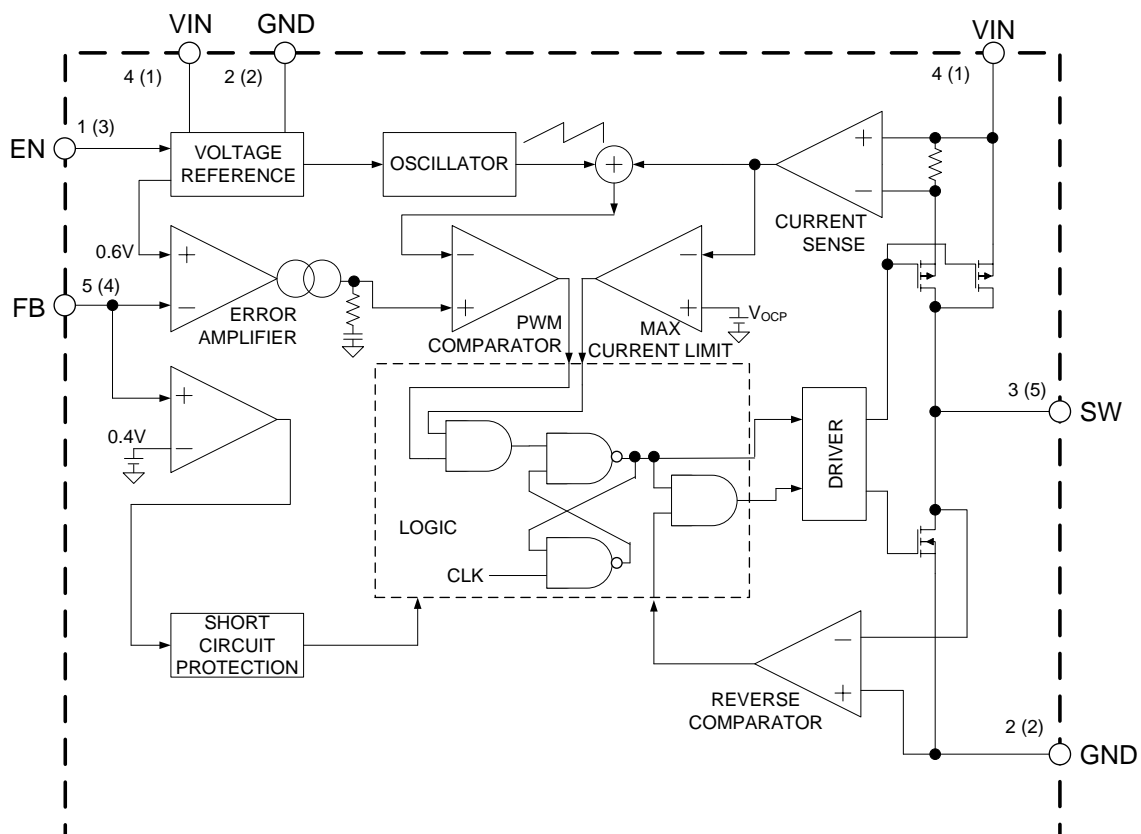 VIN
GND
VIN
4 (1)
2 (2)
4 (1)
EN
1 (3)
VOLTAGE
REFERENCE
OSCILLATOR
+
+
−
CURRENT
SENSE
0.6V
+
−
FB
5 (4)
ERROR
AMPLIFIER
−
+
PWM
COMPARATOR
−
+
VOCP
MAX
CURRENT LIMIT
+
−
0.4V
3 (5)
SW
DRIVER
LOGIC
CLK
SHORT
CIRCUIT
PROTECTION
−
+
REVERSE
COMPARATOR
2 (2)
GND